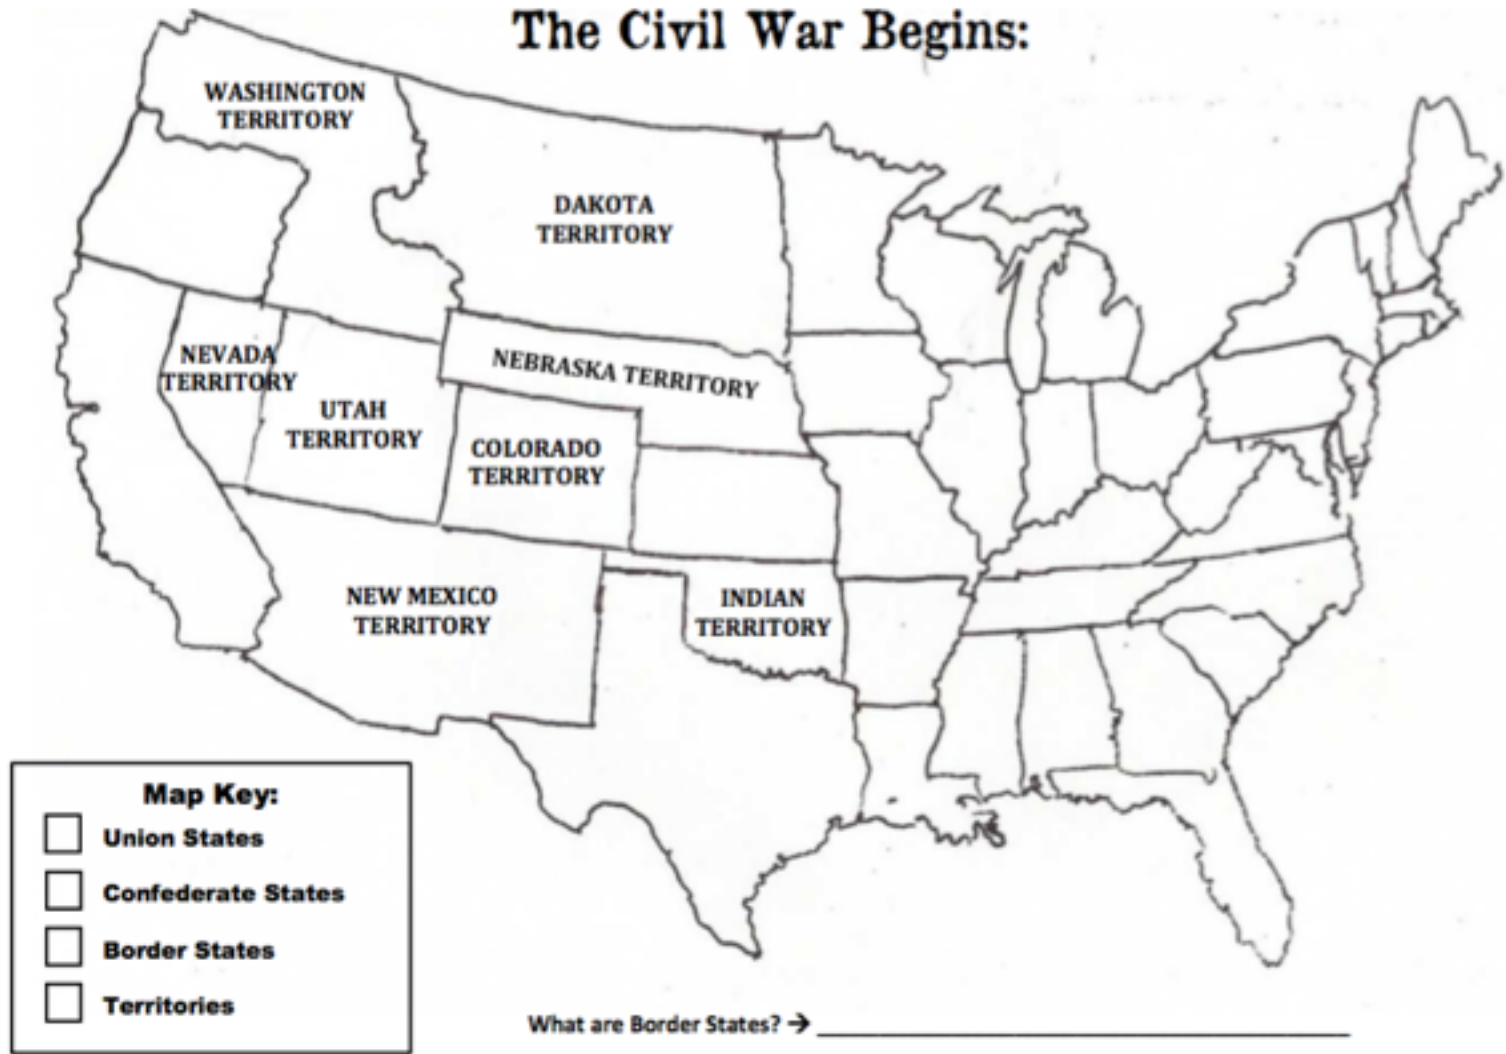 The Civil War Begins:
WASHINGTON
TERRITORY
DAKOTA
TERRITORY
NEVADA
TERRITORY
NEBRASKA TERRITORY
UTAH
TERRITORY
COLORADO
TERRITORY
NEW MEXICO
TERRITORY
INDIAN
TERRITORY
Map Key:
Union States
Confederate States
Border States
Territories
What are Border States? → ________________